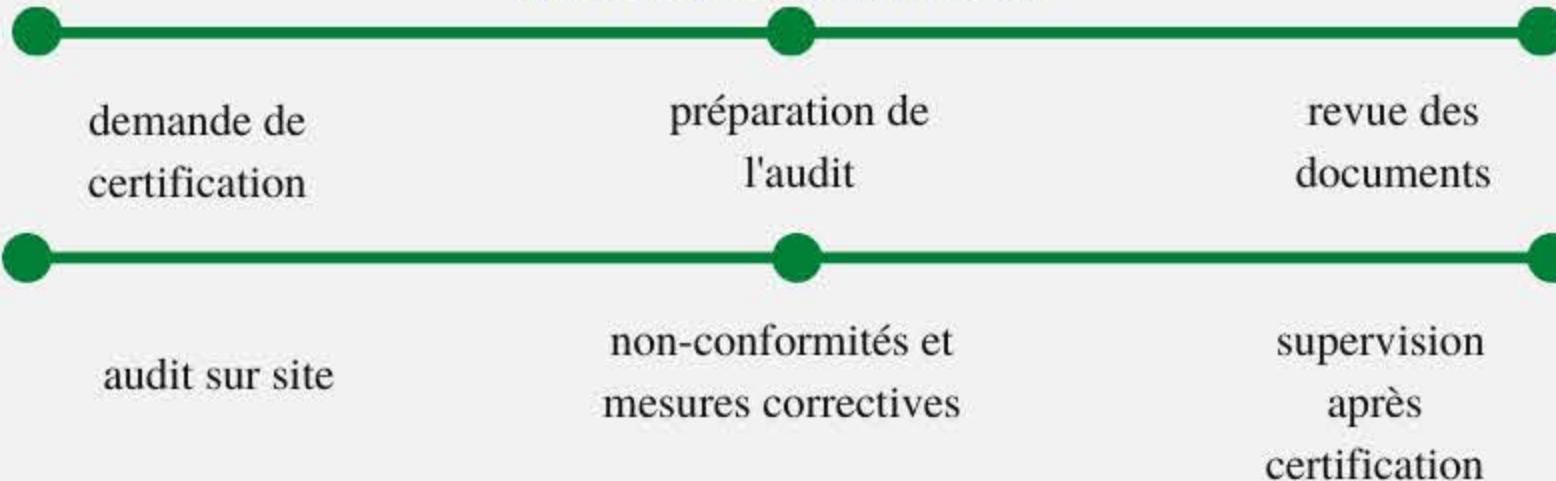 demande de
certification
préparation de
l'audit
revue des
documents
audit sur site
non-conformités et
mesures correctives
supervision
après
certification